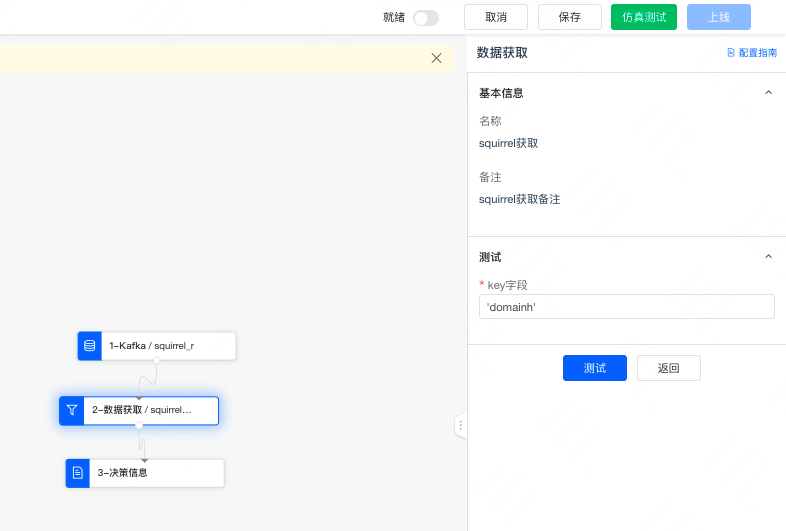 就绪
取消
保存
仿真测试
上线
数据获取
配置指南
基本信息
名称
squirrel获取
备注
squirrel获取备注
测试
* key字段
'domainh'
测试
返回
1-Kafka / squirrel_r
2-数据获取 / squirrel...
3-决策信息